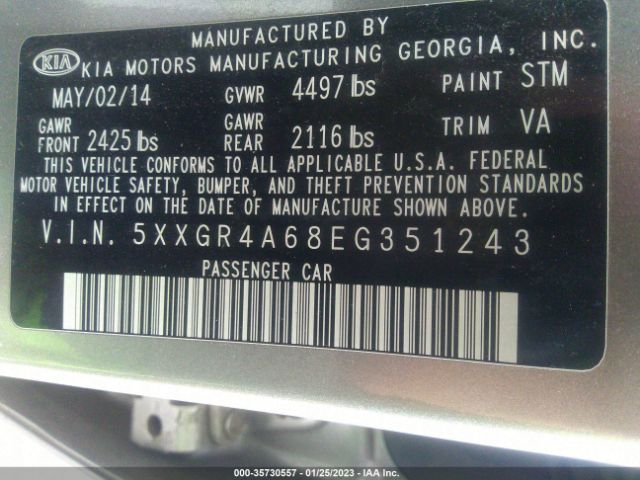 MANUFACTURED BY
KIA KIA MOTORS MANUFACTURING GEORGIA, INC.
MAY/02/14 GVWR 4497 lbs PAINT STM
GAWR FRONT 2425 lbs GAWR REAR 2116 lbs TRIM VA
THIS VEHICLE CONFORMS TO ALL APPLICABLE U.S.A. FEDERAL
MOTOR VEHICLE SAFETY, BUMPER, AND THEFT PREVENTION STANDARDS
IN EFFECT ON THE DATE OF MANUFACTURE SHOWN ABOVE.
V.I.N. 5XXGR4A68EG351243
PASSENGER CAR
000-35730557 - 01/25/2023 - IAA Inc.